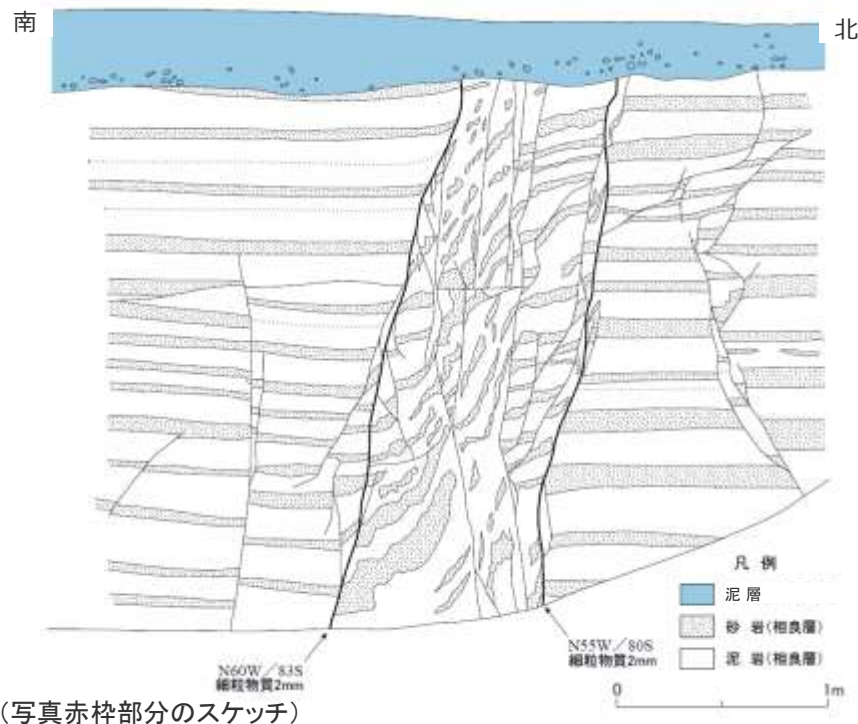 南
北
凡 例
泥 層
砂 岩(相良層)
泥 岩(相良層)
N60W/83S
細粒物質2mm
N55W/80S
細粒物質2mm
0
1m
(写真赤枠部分のスケッチ)